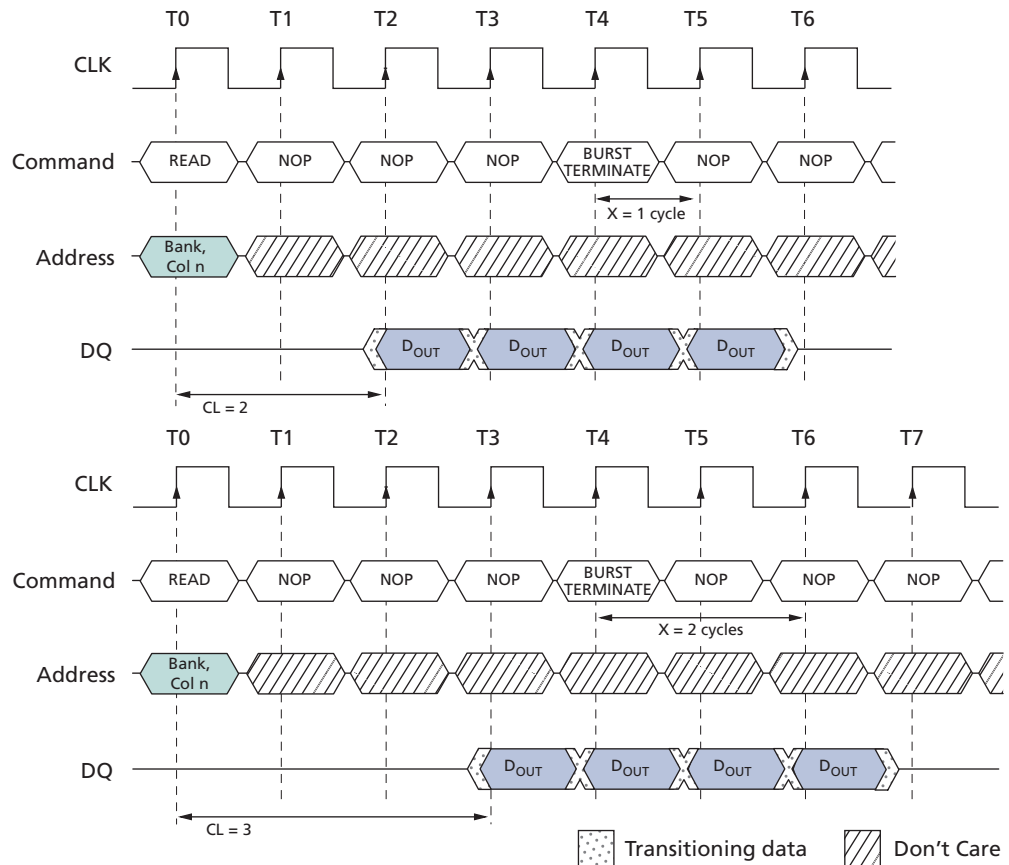 T0 T1 T2 T3 T4 T5 T6
CLK
Command READ NOP NOP NOP BURST TERMINATE NOP NOP
X = 1 cycle
Address Bank, Col n
DQ DOUT DOUT DOUT DOUT
CL = 2
T0 T1 T2 T3 T4 T5 T6 T7
CLK
Command READ NOP NOP NOP BURST TERMINATE NOP NOP NOP
X = 2 cycles
Address Bank, Col n
DQ DOUT DOUT DOUT DOUT
CL = 3
Transitioning data Don't Care